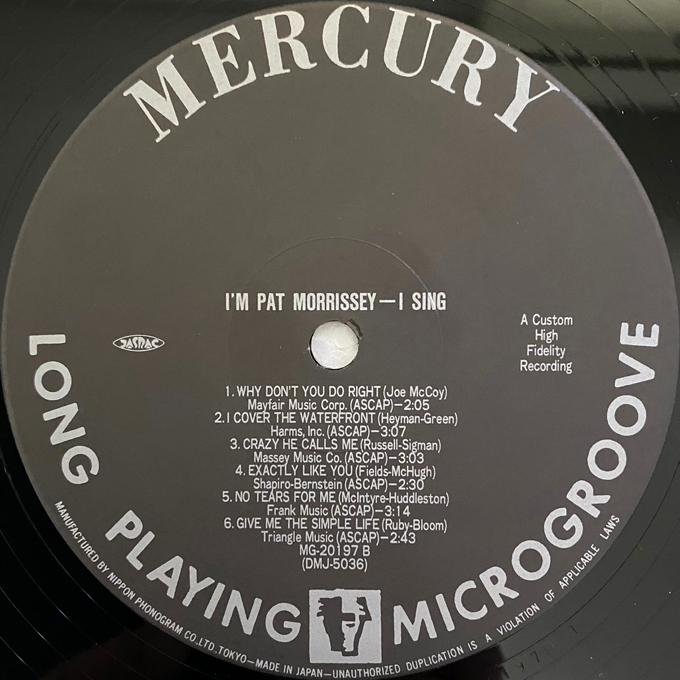 MERCURY
I'M PAT MORRISSEY—I SING
JASRAC
A Custom
High
Fidelity
Recording
1. WHY DON'T YOU DO RIGHT (Joe McCoy)
Mayfair Music Corp. (ASCAP)—2:05
2. I COVER THE WATERFRONT (Heyman-Green)
Harms, Inc. (ASCAP)—3:07
3. CRAZY HE CALLS ME (Russell-Sigman)
Massey Music Co. (ASCAP)—3:03
4. EXACTLY LIKE YOU (Fields-McHugh)
Shapiro-Bernstein (ASCAP)—2:30
5. NO TEARS FOR ME (McIntyre-Huddleston)
Frank Music (ASCAP)—3:14
6. GIVE ME THE SIMPLE LIFE (Ruby-Bloom)
Triangle Music (ASCAP)—2:43
MG-20197 B
(DMJ-5036)
LONG PLAYING MICROGROOVE
MANUFACTURED BY NIPPON PHONOGRAM CO., LTD. TOKYO—MADE IN JAPAN—UNAUTHORIZED DUPLICATION IS A VIOLATION OF APPLICABLE LAWS